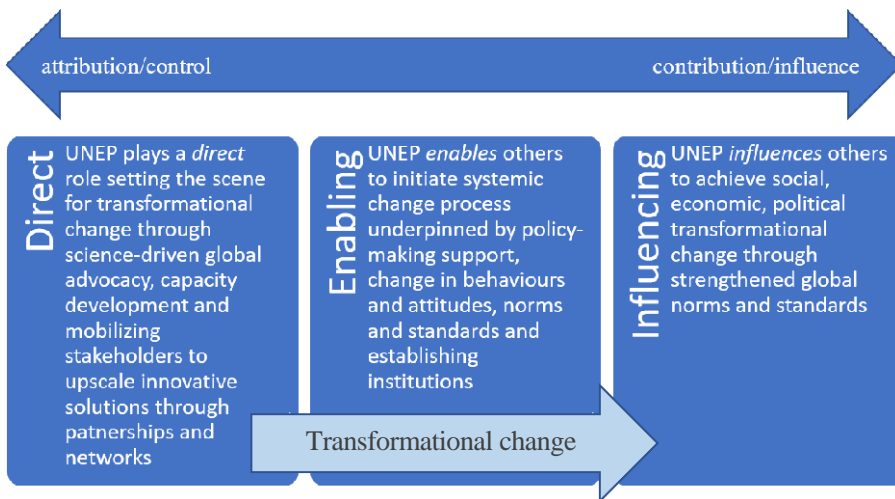 attribution/control
contribution/influence
Direct
UNEP plays a direct
role setting the scene
for transformational
change through
science-driven global
advocacy, capacity
development and
mobilizing
stakeholders to
upscale innovative
solutions through
patnerships and
networks
Enabling
UNEP enables others
to initiate systemic
change process
underpinned by policy-
making support,
change in behaviours
and attitudes, norms
and standards and
establishing
institutions
Influencing
UNEP influences others
to achieve social,
economic, political
transformational
change through
strengthened global
norms and standards
Transformational change